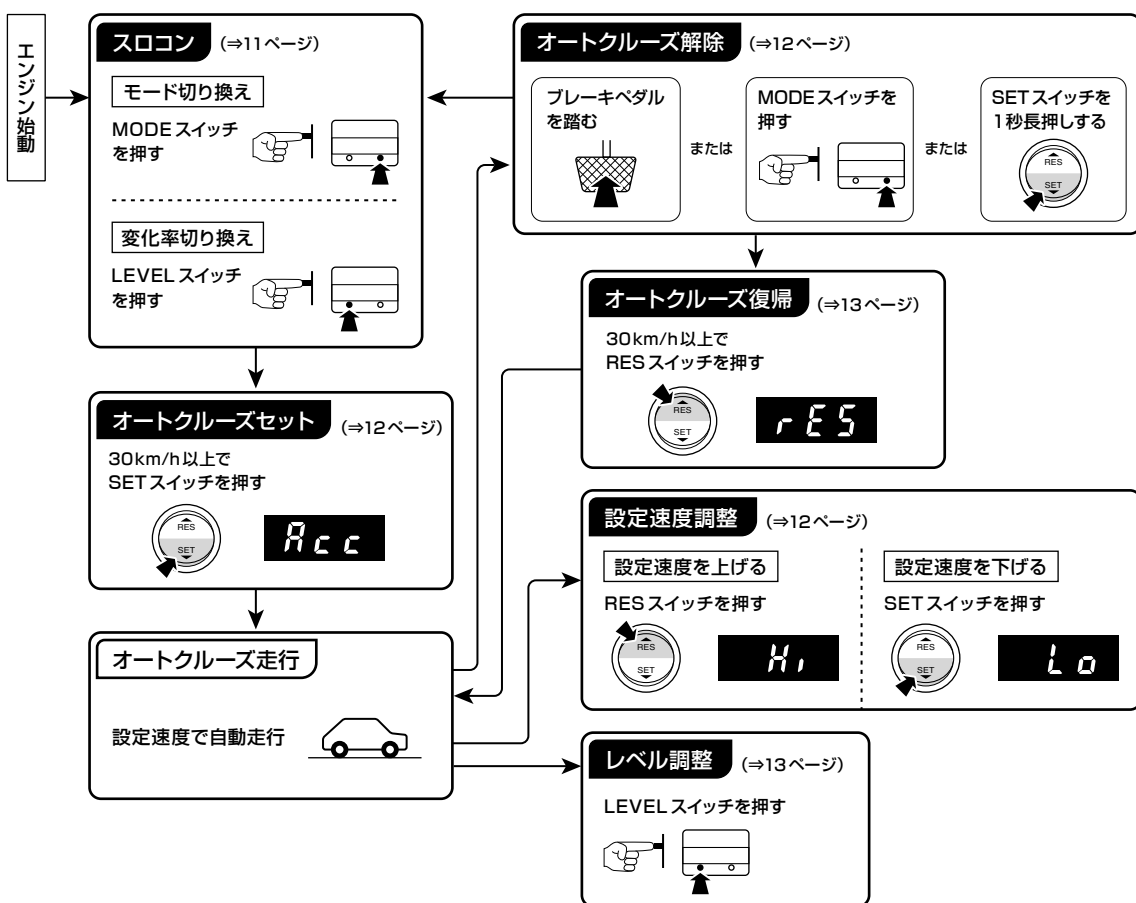 エンジン始動
スロコン (⇒11ページ)
モード切り換え
MODEスイッチ
を押す
変化率切り換え
LEVELスイッチ
を押す
オートクルーズ解除 (⇒12ページ)
ブレーキペダル
を踏む
または
MODEスイッチを
押す
または
SETスイッチを
1秒長押しする
RES
SET
オートクルーズ復帰 (⇒13ページ)
30km/h以上で
RESスイッチを押す
RES
SET
rES
オートクルーズセット (⇒12ページ)
30km/h以上で
SETスイッチを押す
RES
SET
Acc
設定速度調整 (⇒12ページ)
設定速度を上げる
RESスイッチを押す
RES
SET
Hi
設定速度を下げる
SETスイッチを押す
RES
SET
Lo
オートクルーズ走行
設定速度で自動走行
レベル調整 (⇒13ページ)
LEVELスイッチを押す